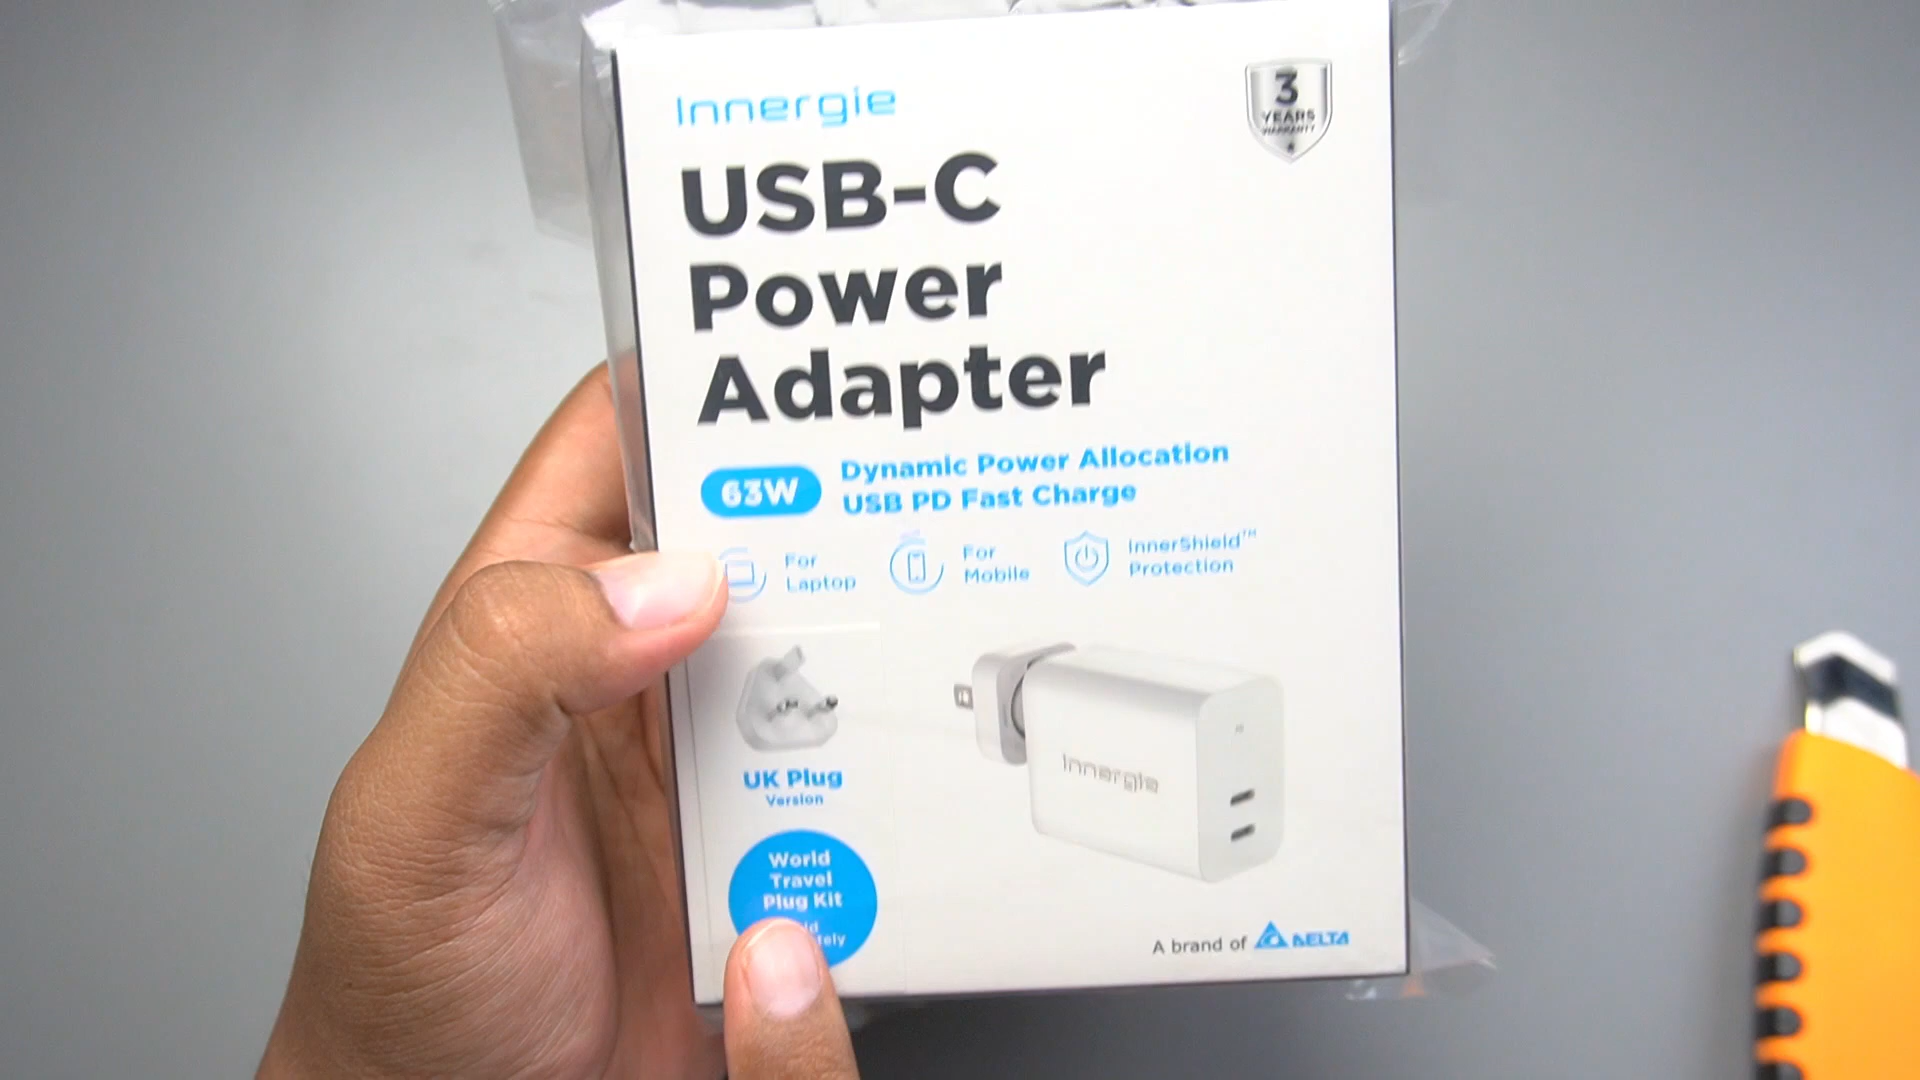 Innergie
3
YEARS
WARRANTY
USB-C
Power
Adapter
63W
Dynamic Power Allocation
USB PD Fast Charge
For
Laptop
For
Mobile
InnerShield™
Protection
UK Plug
Version
World
Travel
Plug Kit
Innergie
A brand of DELTA